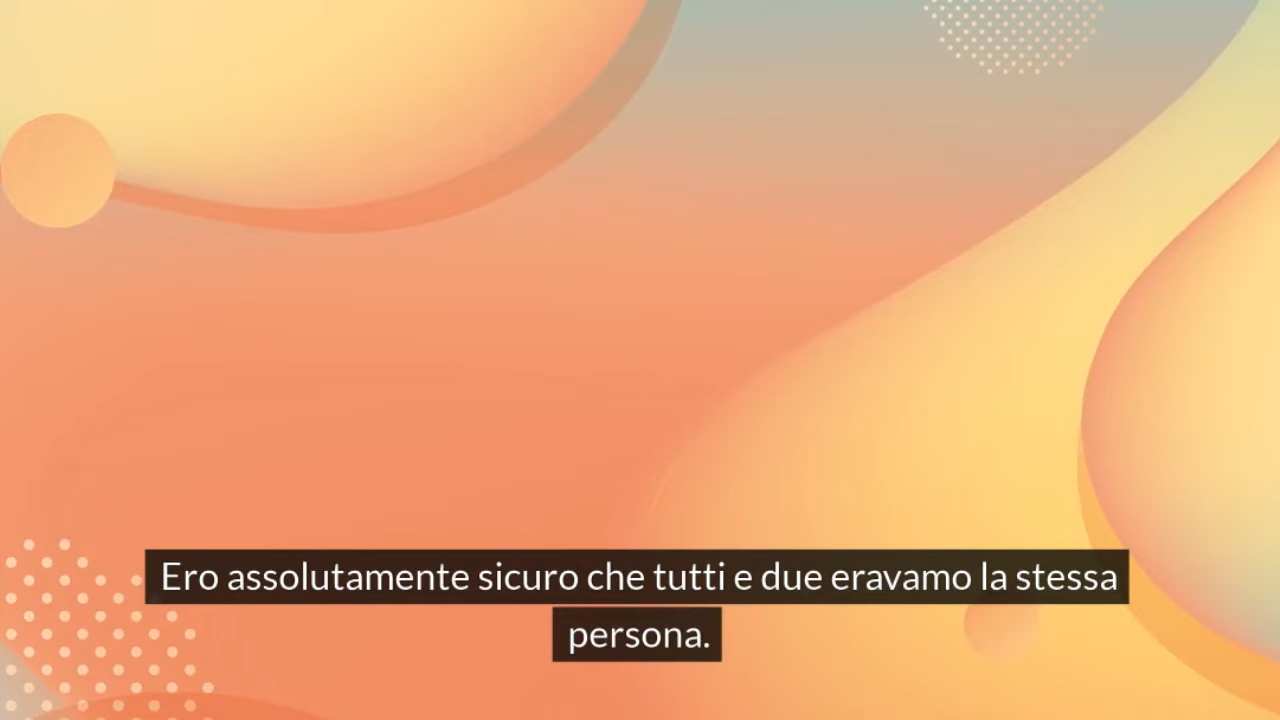 Ero assolutamente sicuro che tutti e due eravamo la stessa
persona.